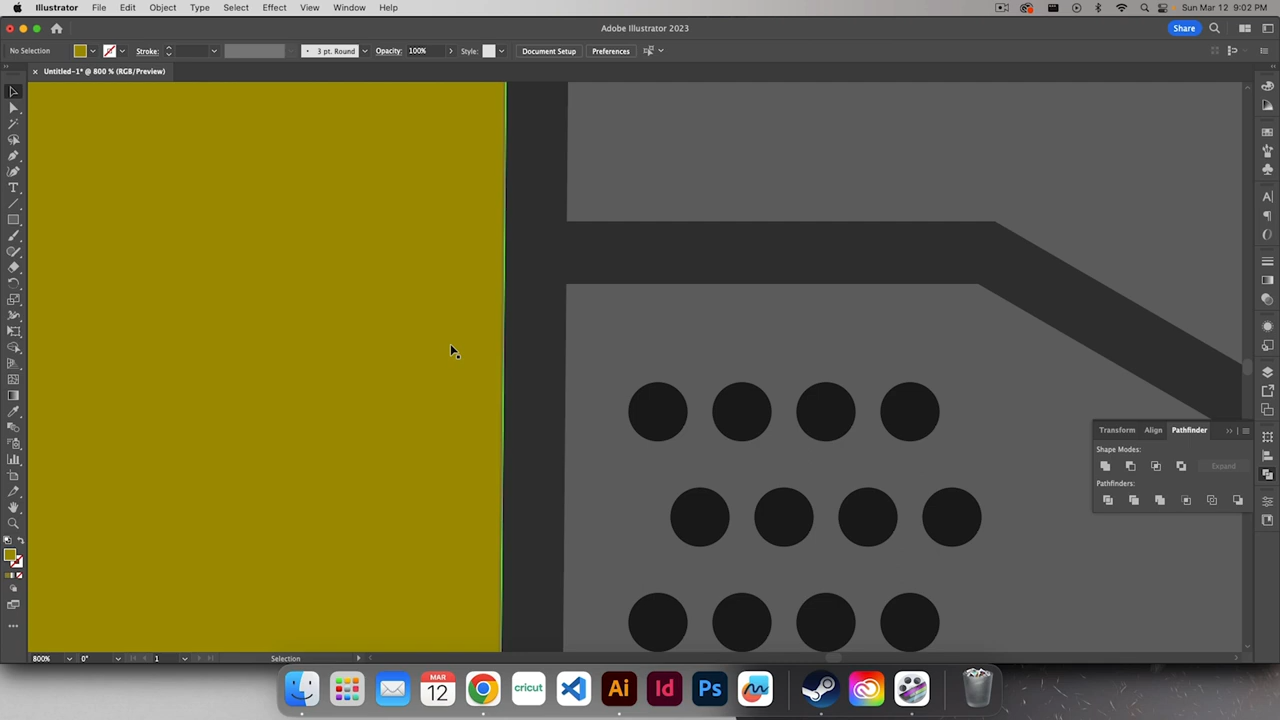 Illustrator File Edit Object Type Select Effect View Window Help
Sun Mar 12 9:02 PM
Adobe Illustrator 2023
Share
No Selection
Stroke:
3 pt. Round
Opacity: 100%
Style:
Document Setup
Preferences
× Untitled-1* @ 800 % (RGB/Preview)
Transform Align Pathfinder
Shape Modes:
Expand
Pathfinders:
800% 0° 1 Selection
MAR
12
cricut
Ai
Id
Ps